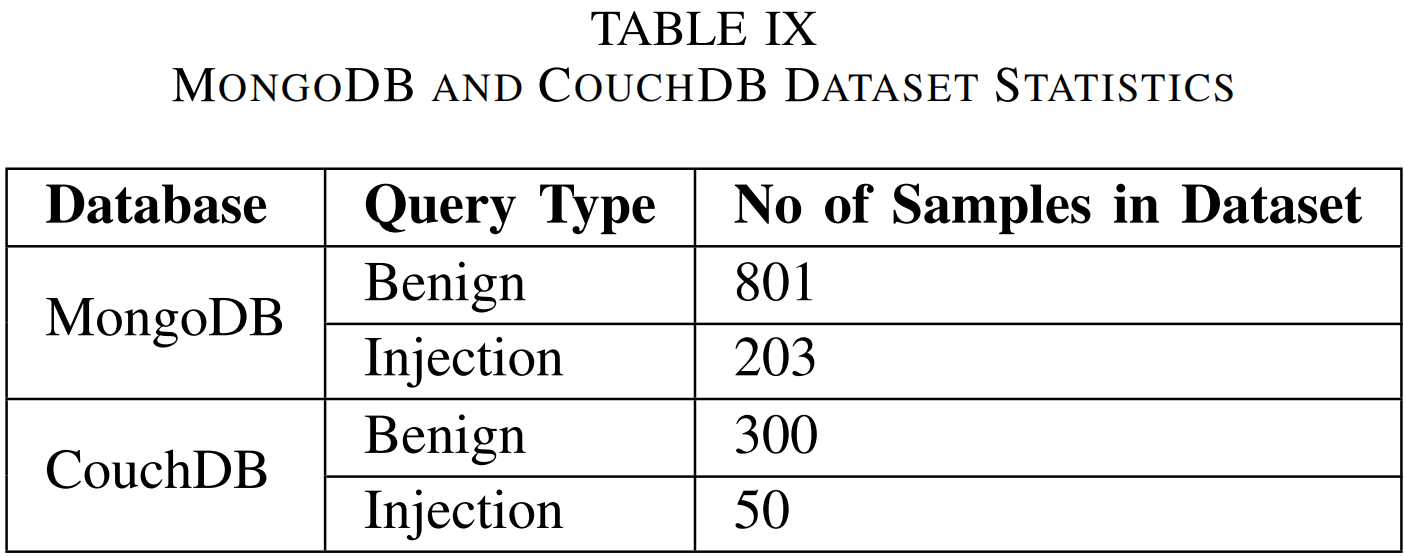 TABLE IX
MONGODB AND COUCHDB DATASET STATISTICS
Database Query Type No of Samples in Dataset
MongoDB Benign 801
Injection 203
CouchDB Benign 300
Injection 50